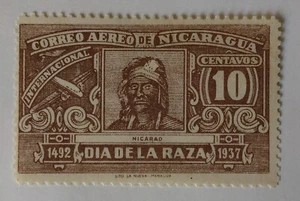 CORREO AEREO DE NICARAGUA
INTERNACIONAL
CENTAVOS
10
NICARAO
1492 DIA DE LA RAZA 1937